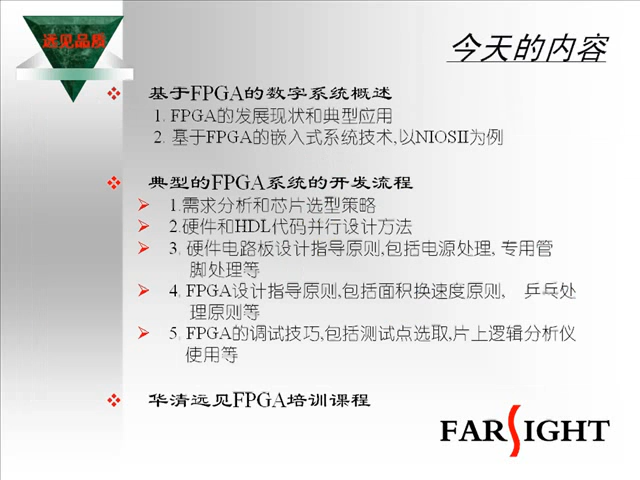 远见品质
今天的内容
基于FPGA的数字系统概述
1. FPGA的发展现状和典型应用
2. 基于FPGA的嵌入式系统技术,以NIOSII为例
典型的FPGA系统的开发流程
1.需求分析和芯片选型策略
2.硬件和HDL代码并行设计方法
3. 硬件电路板设计指导原则,包括电源处理, 专用管
脚处理等
4. FPGA设计指导原则,包括面积换速度原则, 乒乓处
理原则等
5. FPGA的调试技巧,包括测试点选取,片上逻辑分析仪
使用等
华清远见FPGA培训课程
FARSIGHT